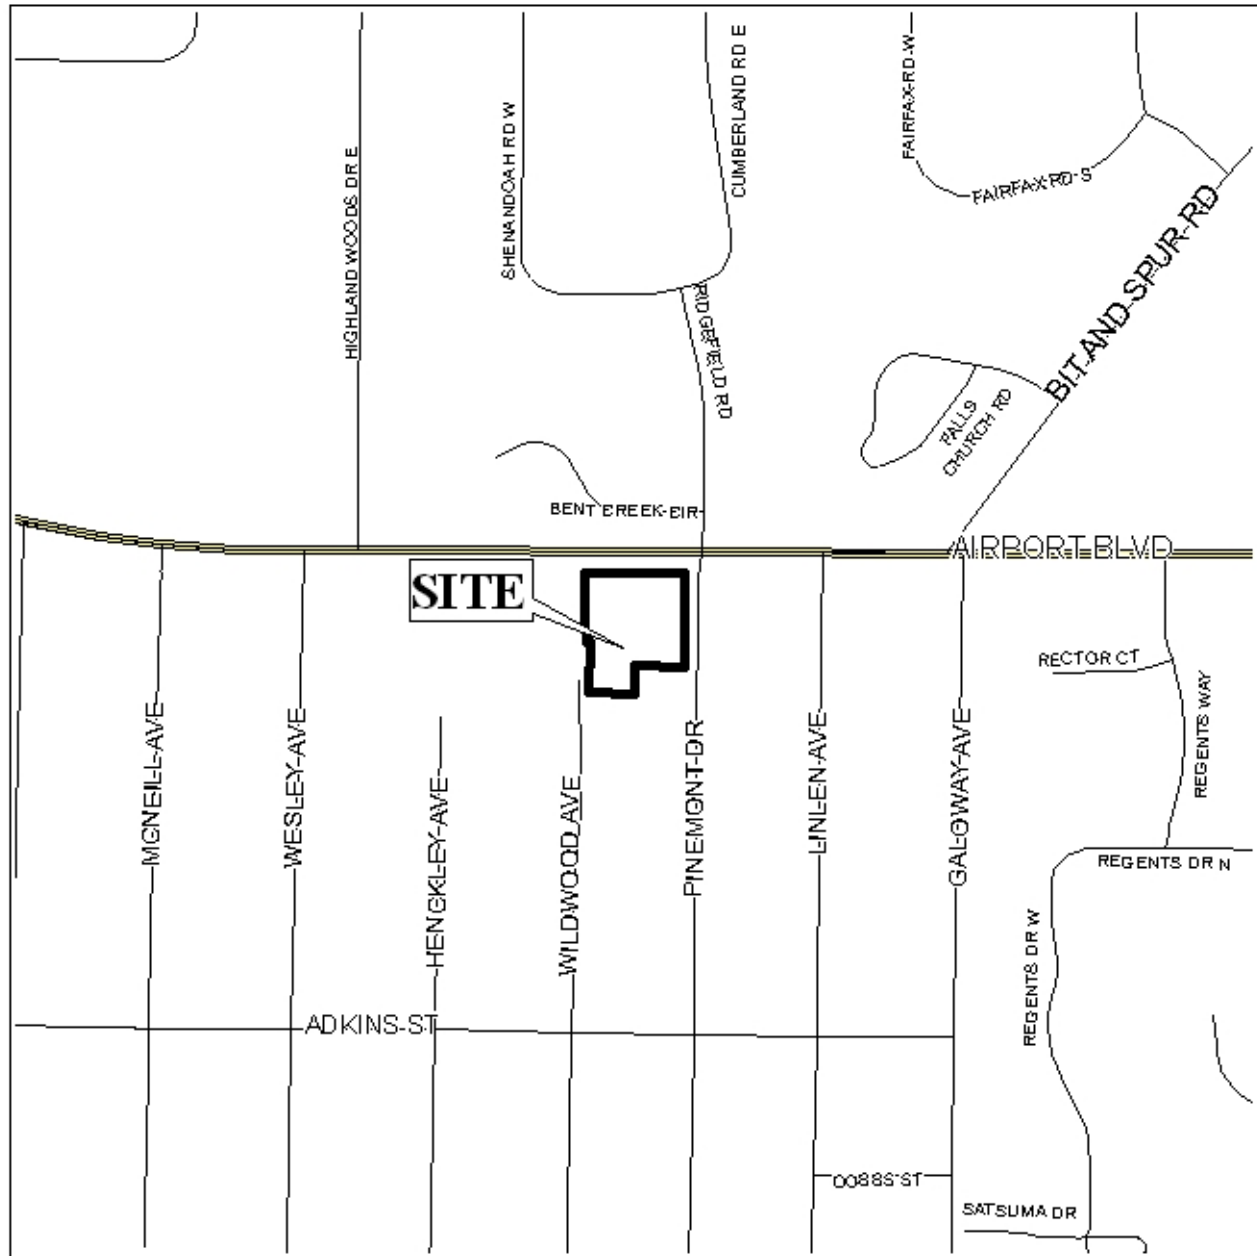 CUMBERLAND RD E
FAIRFAX-RD-W
SHENANDOAH RD W
HIGHLAND WOODS DR E
FAIRFAX-RD-S
BIT-AND-SPUR-RD
RIDGEFIELD RD
FALLS
CHURCH RD
BENT CREEK-CIR-
AIRPORT BLVD
SITE
RECTOR CT
REGENTS WAY
MCNEILL-AVE
WESLEY-AVE
HENCKLEY-AVE
WILDWOOD AVE
PINEMONT-DR
LINLEN-AVE
GALOWAY-AVE
REGENTS DR N
REGENTS DR W
ADKINS-ST
SATSUMA DR